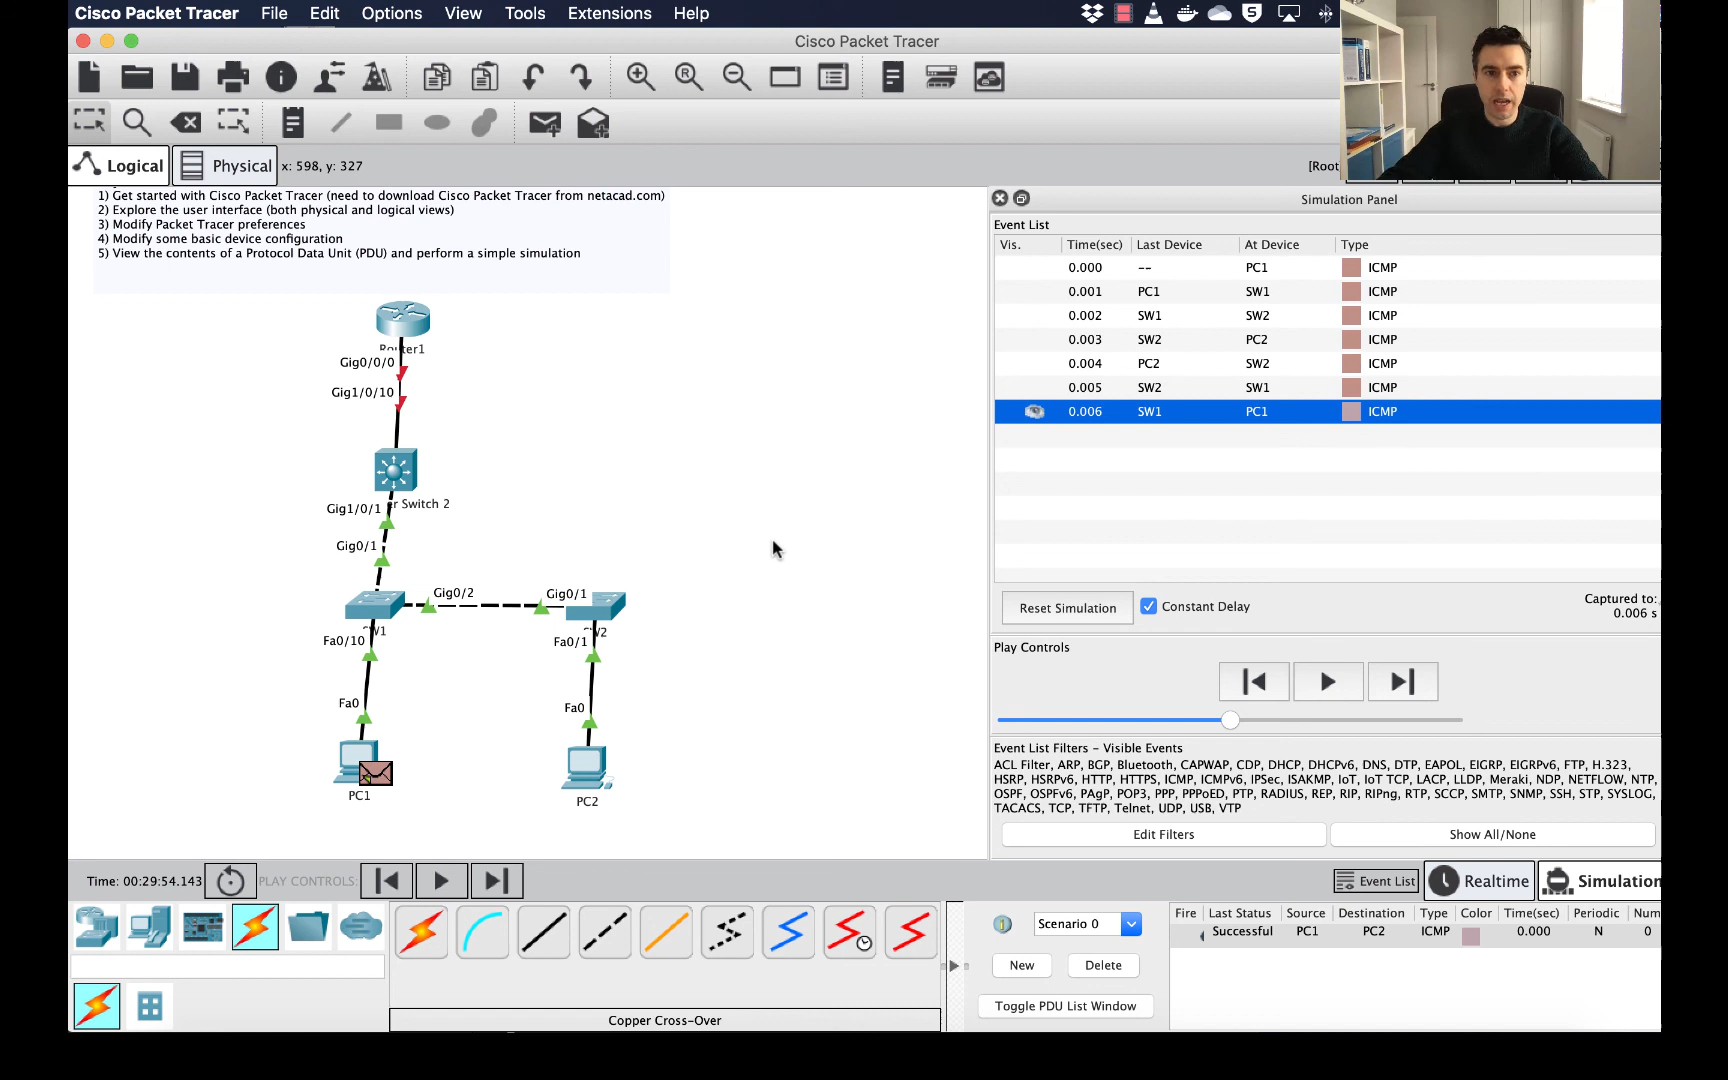 Cisco Packet Tracer File Edit Options View Tools Extensions Help
Cisco Packet Tracer
Logical Physical x: 598, y: 327
[Root
1) Get started with Cisco Packet Tracer (need to download Cisco Packet Tracer from netacad.com)
2) Explore the user interface (both physical and logical views)
3) Modify Packet Tracer preferences
4) Modify some basic device configuration
5) View the contents of a Protocol Data Unit (PDU) and perform a simple simulation
Router1
Gig0/0/0
Gig1/0/10
er Switch 2
Gig1/0/1
Gig0/1
Gig0/2
Gig0/1
SW1
SW2
Fa0/10
Fa0/1
Fa0
Fa0
PC1
PC2
Simulation Panel
Event List
Vis. Time(sec) Last Device At Device Type
0.000 -- PC1 ICMP
0.001 PC1 SW1 ICMP
0.002 SW1 SW2 ICMP
0.003 SW2 PC2 ICMP
0.004 PC2 SW2 ICMP
0.005 SW2 SW1 ICMP
0.006 SW1 PC1 ICMP
Reset Simulation Constant Delay
Captured to:
0.006 s
Play Controls
Event List Filters - Visible Events
ACL Filter, ARP, BGP, Bluetooth, CAPWAP, CDP, DHCP, DHCPv6, DNS, DTP, EAPOL, EIGRP, EIGRPv6, FTP, H.323,
HSRP, HSRPv6, HTTP, HTTPS, ICMP, ICMPv6, IPSec, ISAKMP, IoT, IoT TCP, LACP, LLDP, Meraki, NDP, NETFLOW, NTP,
OSPF, OSPFv6, PAgP, POP3, PPP, PPPoED, PTP, RADIUS, REP, RIP, RIPng, RTP, SCCP, SMTP, SNMP, SSH, STP, SYSLOG,
TACACS, TCP, TFTP, Telnet, UDP, USB, VTP
Edit Filters Show All/None
Time: 00:29:54.143 PLAY CONTROLS:
Event List Realtime Simulation
Scenario 0
New Delete
Toggle PDU List Window
Fire Last Status Source Destination Type Color Time(sec) Periodic Num
Successful PC1 PC2 ICMP 0.000 N 0
Copper Cross-Over